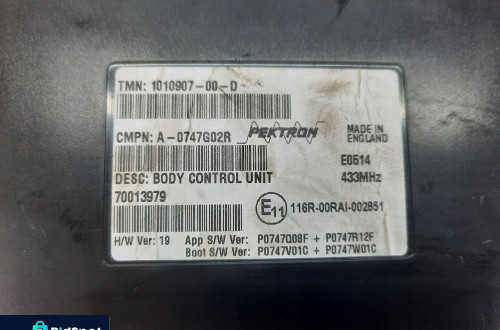 TMN: 1010907-00-D
CMPN: A-0747G02R PEKTRON MADE IN ENGLAND
E0514
DESC: BODY CONTROL UNIT 433MHz
70013979
E11 116R-00RAI-002851
H/W Ver: 19 App S/W Ver: P0747Q08F + P0747R12F
Boot S/W Ver: P0747V01C + P0747W01C
BidSpot